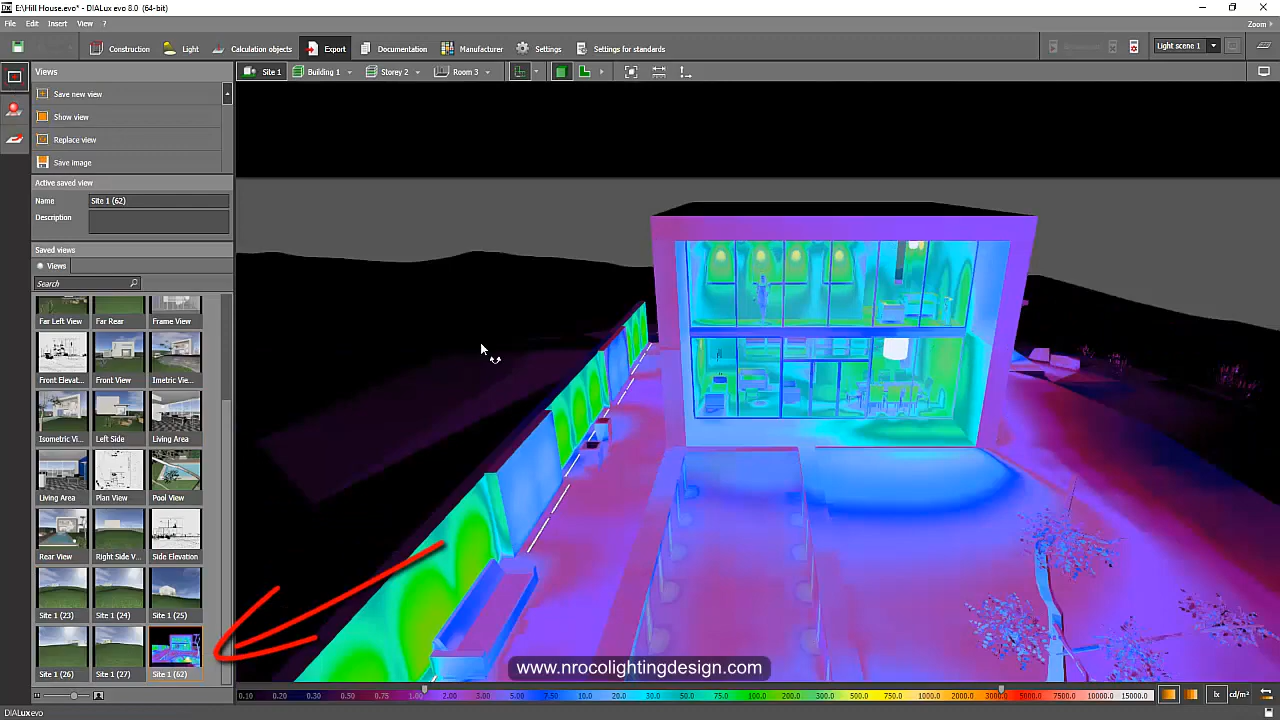 E:\Hill House.evo* - DIALux evo 8.0 (64-bit)
File Edit Insert View ?
Zoom
Construction Light Calculation objects Export Documentation Manufacturer Settings Settings for standards
Light scene 1
Views
Site 1 Building 1 Storey 2 Room 3
Save new view
Show view
Replace view
Save image
Active saved view
Name Site 1 (62)
Description
Saved views
Views
Search
Far Left View Far Rear Frame View
Front Elevat... Front View Imetric Vie...
Isometric Vi... Left Side Living Area
Living Area Plan View Pool View
Rear View Right Side V... Side Elevation
Site 1 (23) Site 1 (24) Site 1 (25)
Site 1 (26) Site 1 (27) Site 1 (62)
www.nrocolightingdesign.com
0.10 0.20 0.30 0.50 0.75 1.00 2.00 3.00 5.00 7.50 10.0 20.0 30.0 50.0 75.0 100.0 200.0 300.0 500.0 750.0 1000.0 2000.0 3000.0 5000.0 7500.0 10000.0 15000.0 lx cd/m²
DIALuxevo